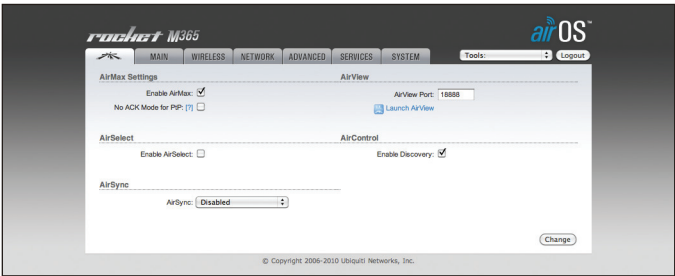 rocket M365
airOS™
MAIN WIRELESS NETWORK ADVANCED SERVICES SYSTEM Tools: Logout
AirMax Settings
Enable AirMax:
No ACK Mode for PtP: [?]
AirView
AirView Port: 18888
Launch AirView
AirSelect
Enable AirSelect:
AirControl
Enable Discovery:
AirSync
AirSync: Disabled
Change
© Copyright 2006-2010 Ubiquiti Networks, Inc.